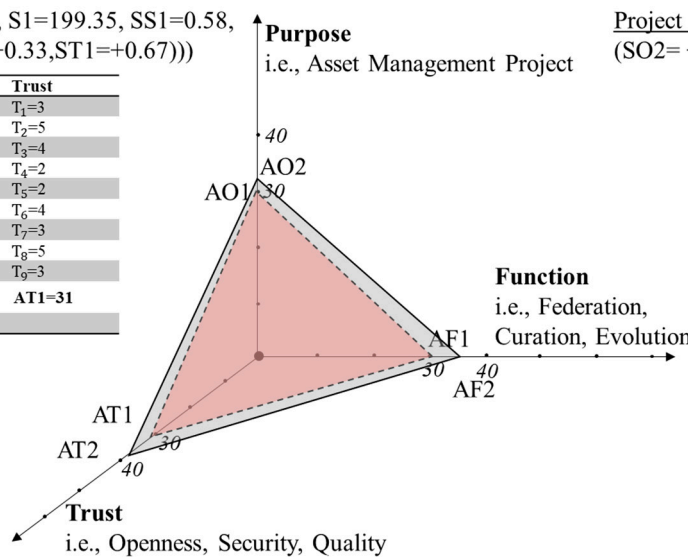 , S1=199.35, SS1=0.58,
0.33,ST1=+0.67)))
Project
(SO2=
Purpose
i.e., Asset Management Project
Trust
T1=3
T2=5
T3=4
T4=2
T5=2
T6=4
T7=3
T8=5
T9=3
AT1=31
40
AO2
AO1
30
Function
i.e., Federation,
Curation, Evolution
AF1
30
40
AF2
AT1
30
AT2
40
Trust
i.e., Openness, Security, Quality